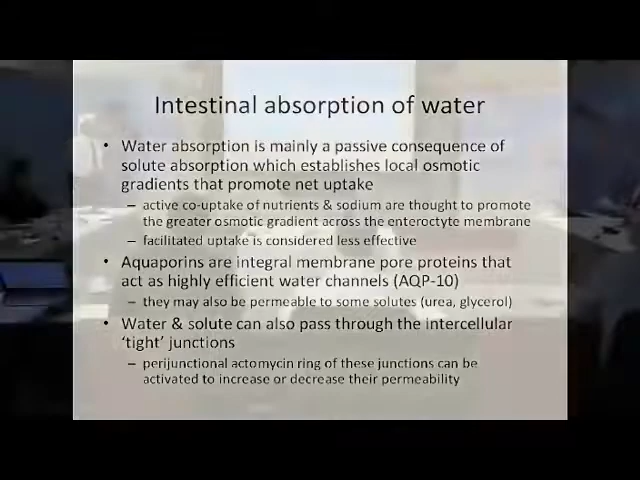 Intestinal absorption of water
• Water absorption is mainly a passive consequence of
solute absorption which establishes local osmotic
gradients that promote net uptake
– active co-uptake of nutrients & sodium are thought to promote
the greater osmotic gradient across the enteroctyte membrane
– facilitated uptake is considered less effective
• Aquaporins are integral membrane pore proteins that
act as highly efficient water channels (AQP-10)
– they may also be permeable to some solutes (urea, glycerol)
• Water & solute can also pass through the intercellular
‘tight’ junctions
– perijunctional actomycin ring of these junctions can be
activated to increase or decrease their permeability